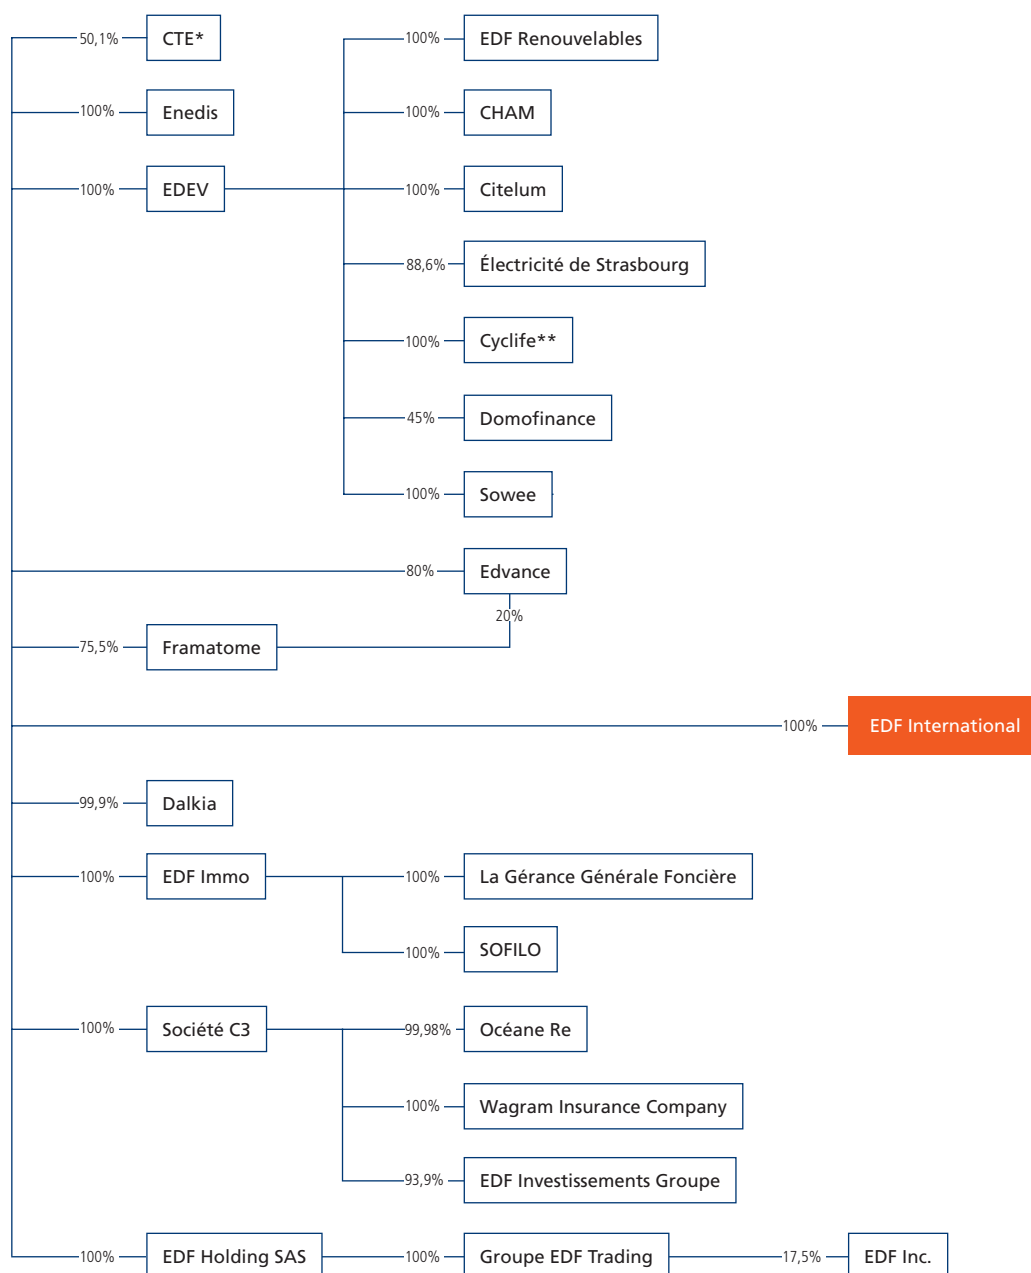 50,1% CTE* 100% EDF Renouvelables
100% Enedis 100% CHAM
100% EDEV 100% Citelum
88,6% Électricité de Strasbourg
100% Cyclife**
45% Domofinance
100% Sowee
80% Edvance
20%
75,5% Framatome
100% EDF International
99,9% Dalkia
100% EDF Immo 100% La Gérance Générale Foncière
100% SOFILO
100% Société C3 99,98% Océane Re
100% Wagram Insurance Company
93,9% EDF Investissements Groupe
100% EDF Holding SAS 100% Groupe EDF Trading 17,5% EDF Inc.